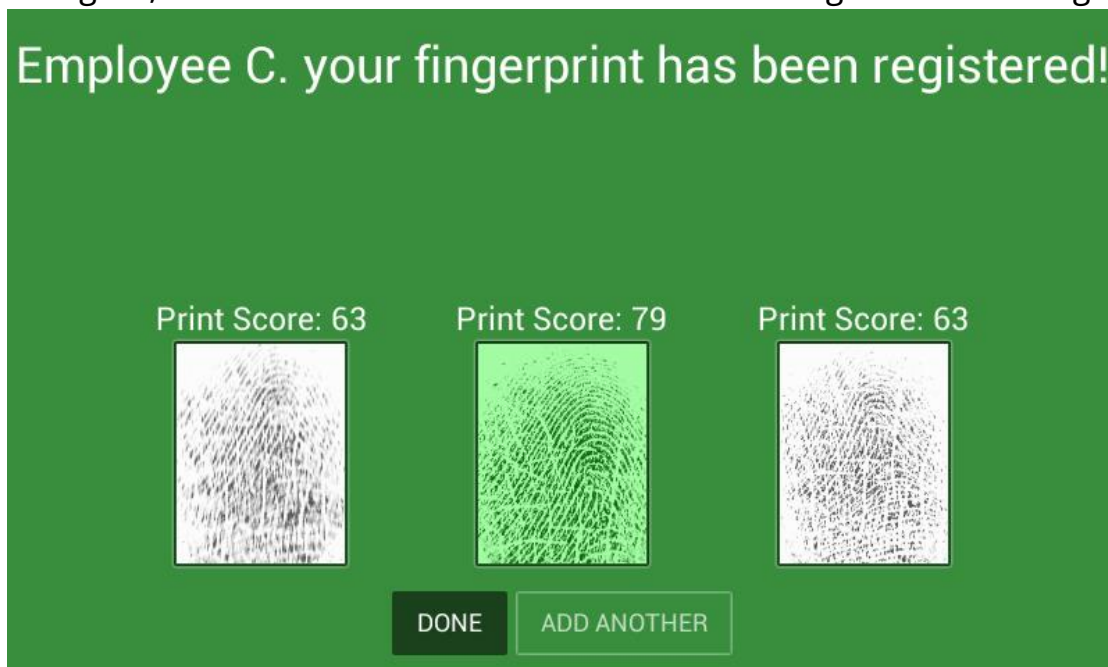 Employee C. your fingerprint has been registered!
Print Score: 63
Print Score: 79
Print Score: 63
DONE
ADD ANOTHER